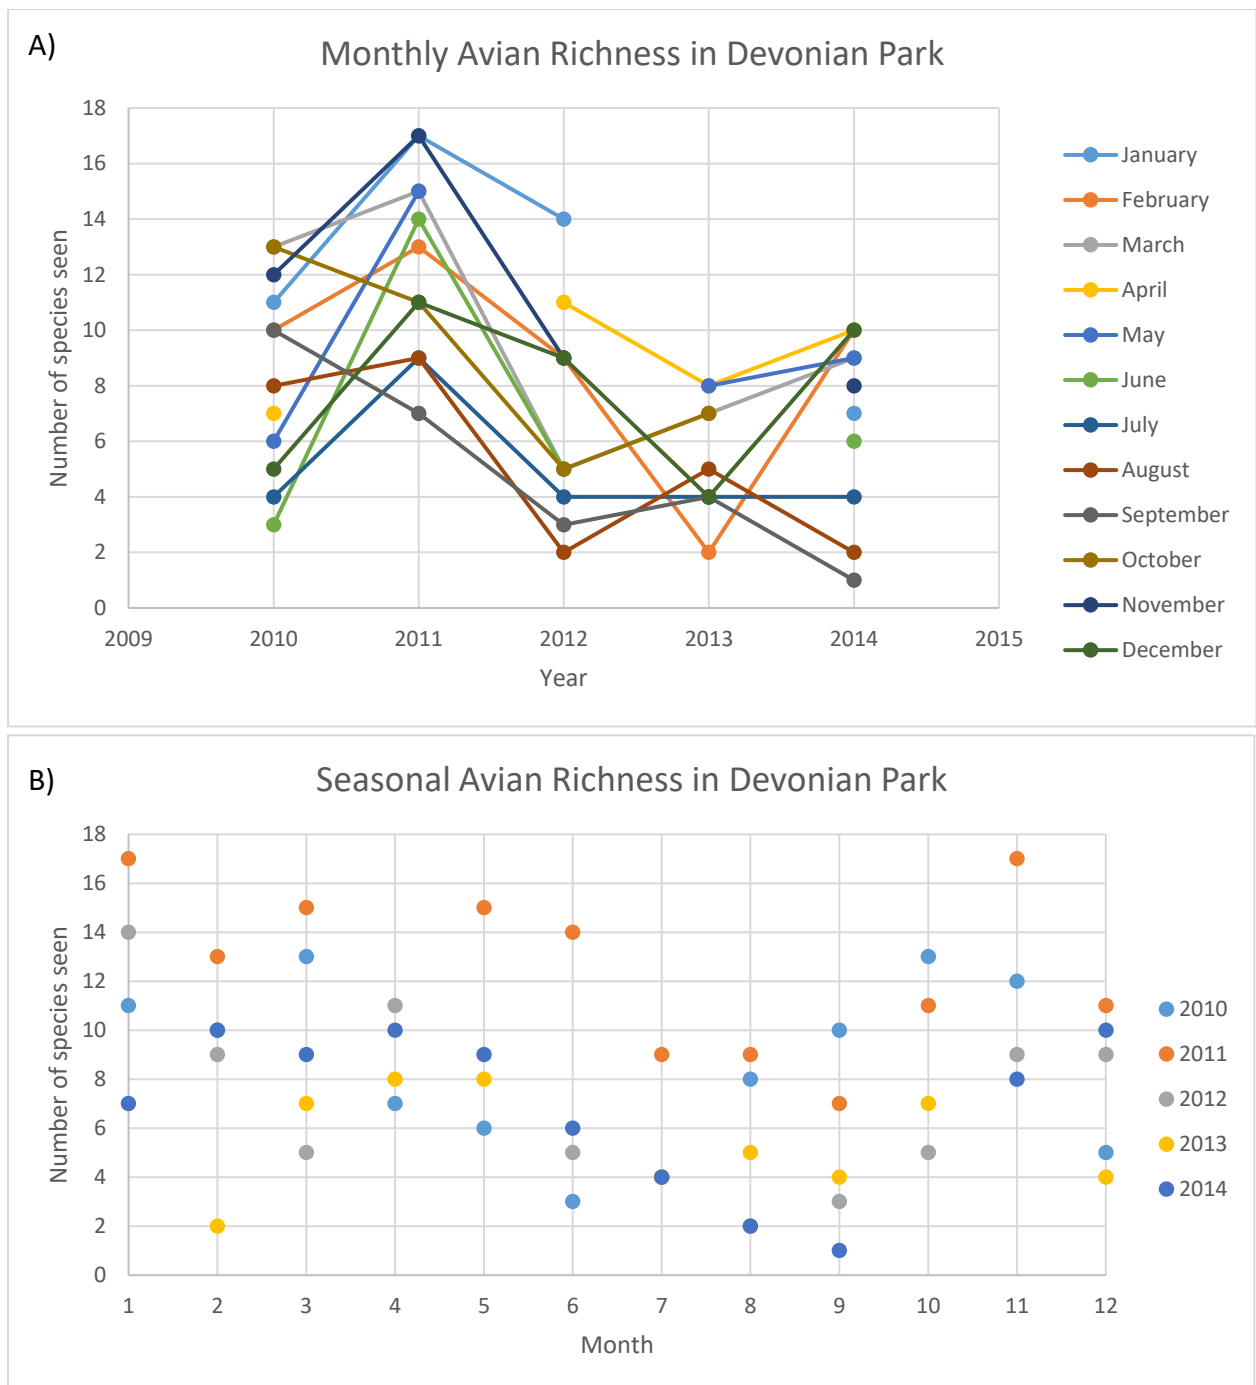 A)
Monthly Avian Richness in Devonian Park
Number of species seen
18
16
14
12
10
8
6
4
2
0
2009 2010 2011 2012 2013 2014 2015
Year
January
February
March
April
May
June
July
August
September
October
November
December
B)
Seasonal Avian Richness in Devonian Park
Number of species seen
18
16
14
12
10
8
6
4
2
0
1 2 3 4 5 6 7 8 9 10 11 12
Month
2010
2011
2012
2013
2014